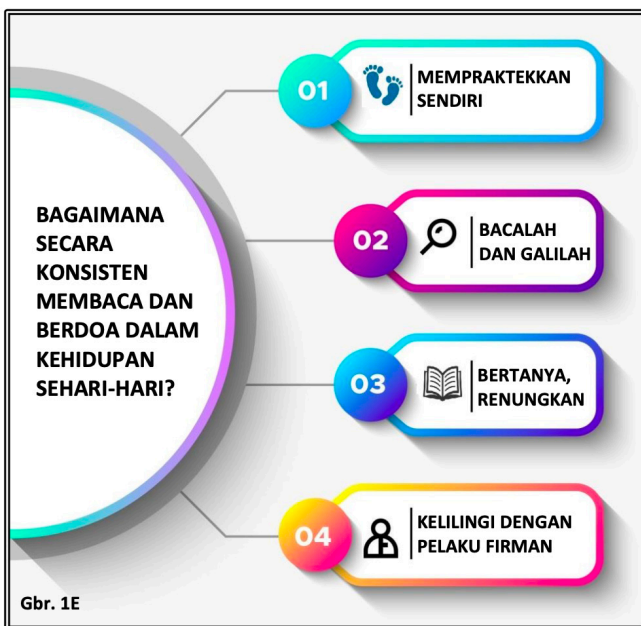 BAGAIMANA
SECARA
KONSISTEN
MEMBACA DAN
BERDOA DALAM
KEHIDUPAN
SEHARI-HARI?
01
MEMPRAKTEKKAN
SENDIRI
02
BACALAH
DAN GALILAH
03
BERTANYA,
RENUNGKAN
04
KELILINGI DENGAN
PELAKU FIRMAN
Gbr. 1E